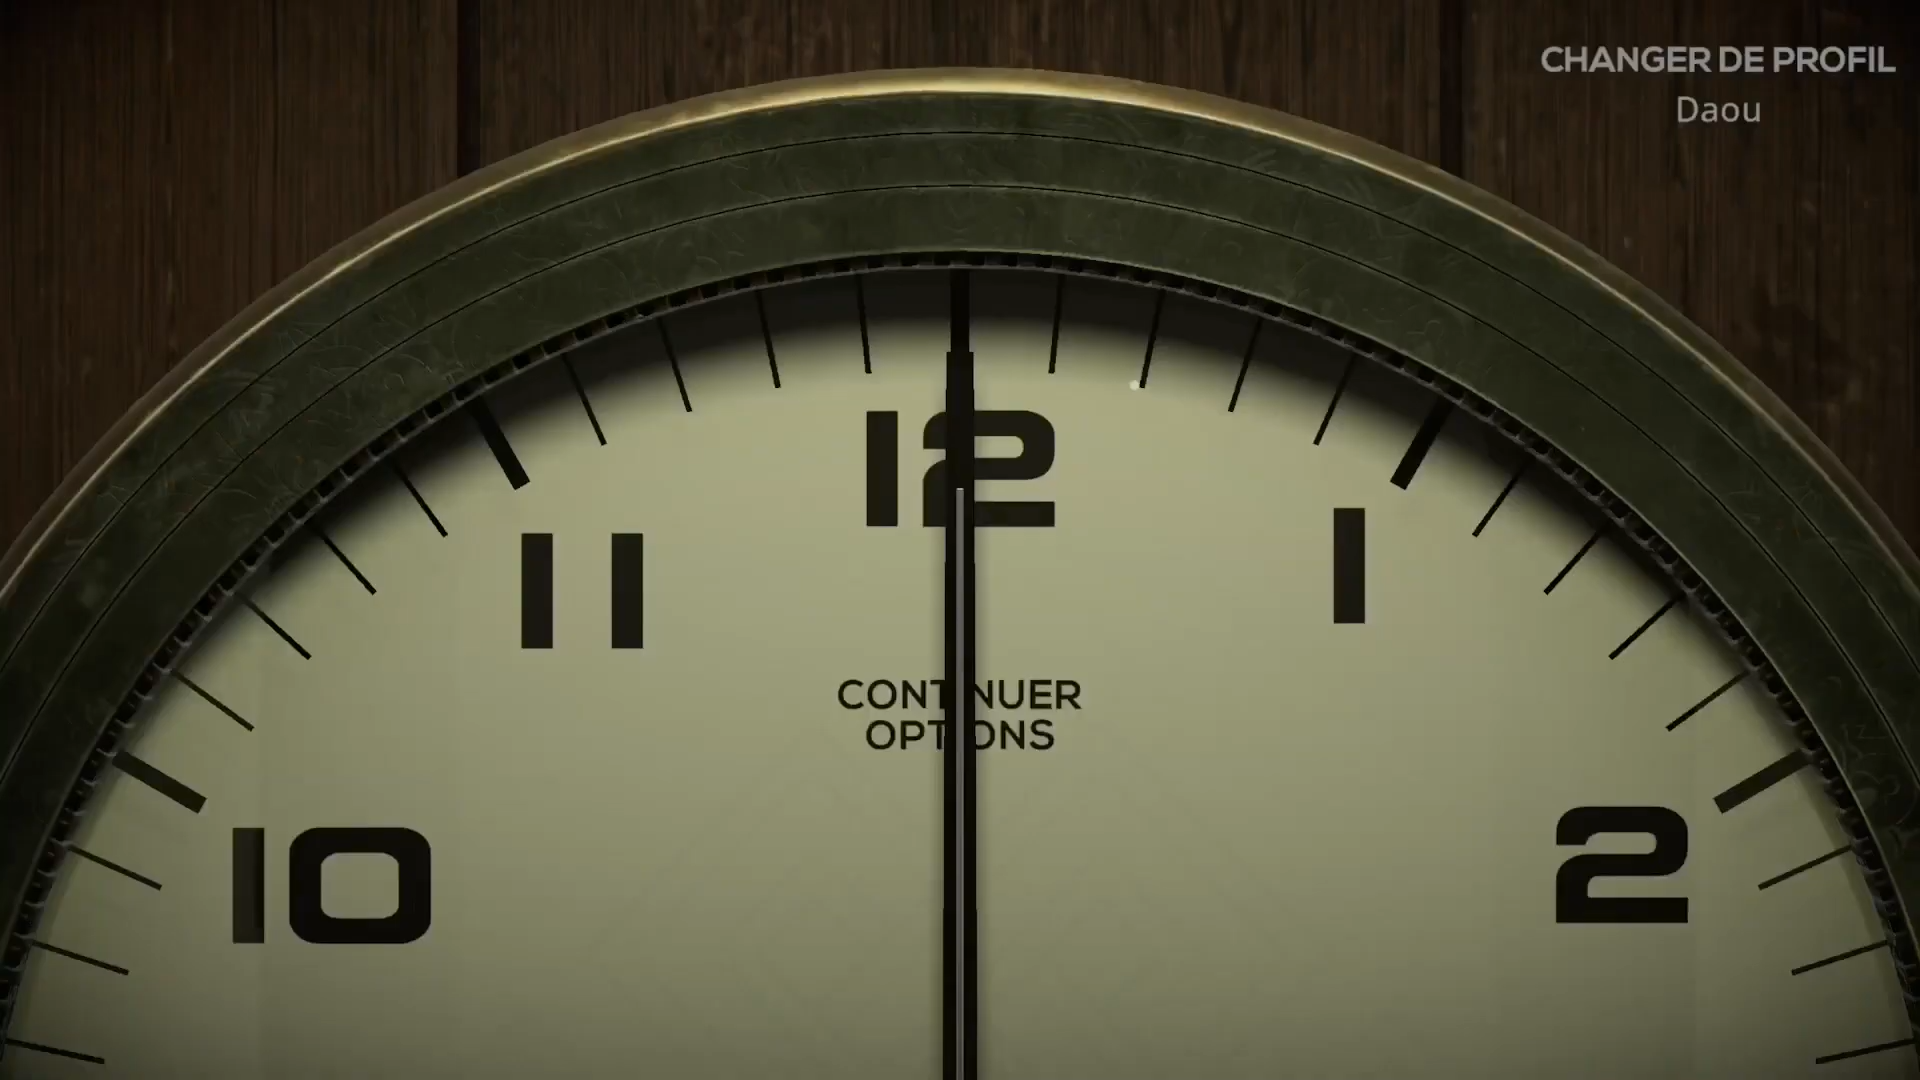 CHANGER DE PROFIL
Daou
12
11
1
CONTINUER
OPTIONS
10
2